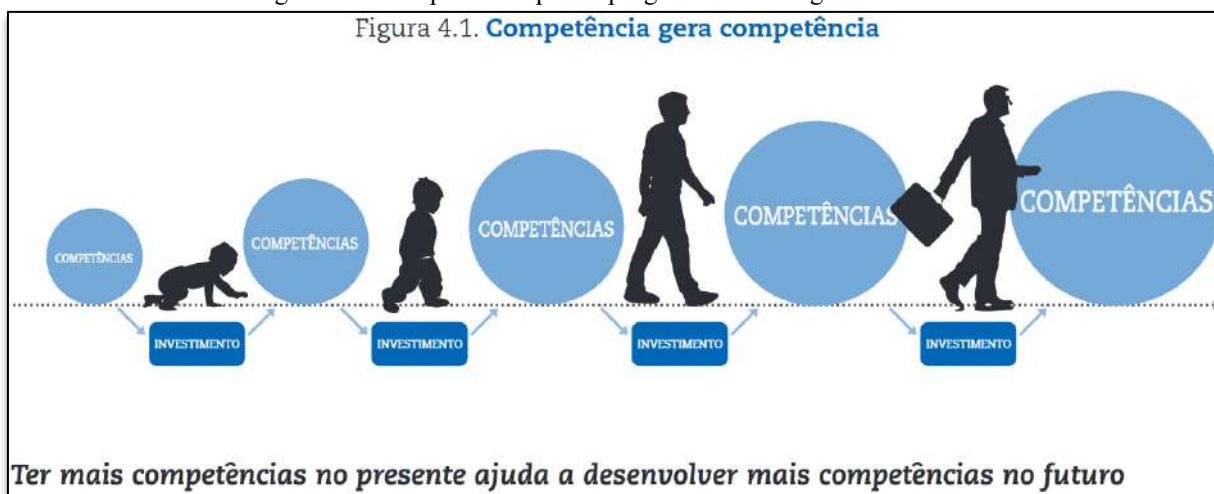 Figura 4.1. Competência gera competência
COMPETÊNCIAS
COMPETÊNCIAS
COMPETÊNCIAS
COMPETÊNCIAS
COMPETÊNCIAS
INVESTIMENTO
INVESTIMENTO
INVESTIMENTO
INVESTIMENTO
Ter mais competências no presente ajuda a desenvolver mais competências no futuro